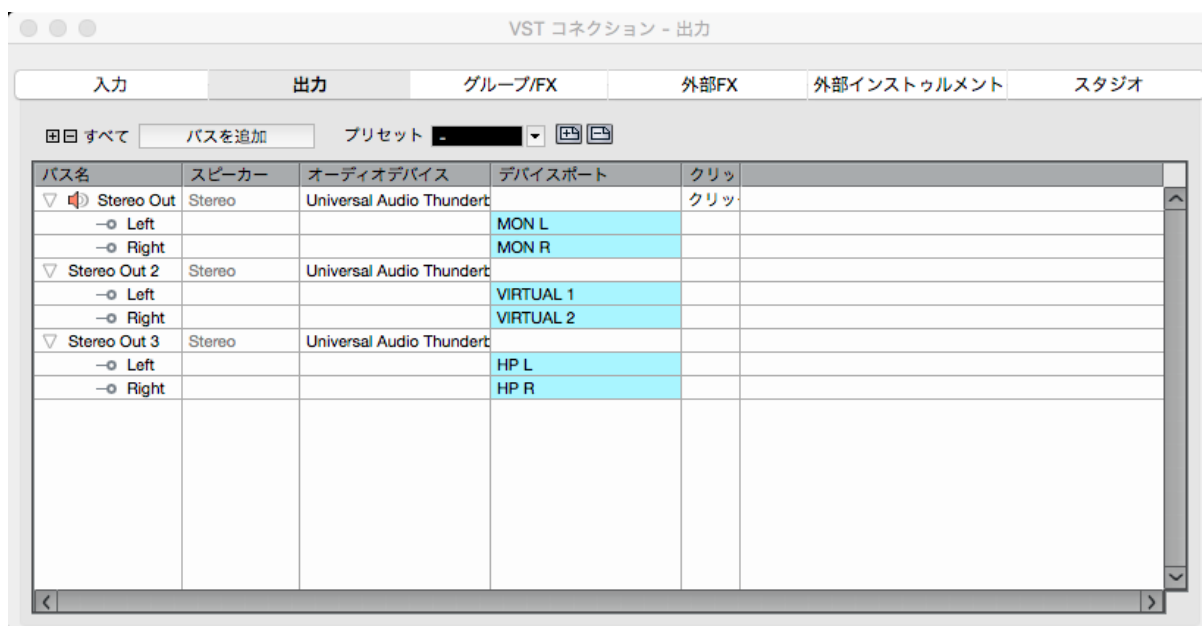 VST コネクション - 出力
入力 出力 グループ/FX 外部FX 外部インストゥルメント スタジオ
すべて バスを追加 プリセット -
バス名 スピーカー オーディオデバイス デバイスポート クリッ
Stereo Out Stereo Universal Audio Thunderb クリッ
Left MON L
Right MON R
Stereo Out 2 Stereo Universal Audio Thunderb
Left VIRTUAL 1
Right VIRTUAL 2
Stereo Out 3 Stereo Universal Audio Thunderb
Left HP L
Right HP R